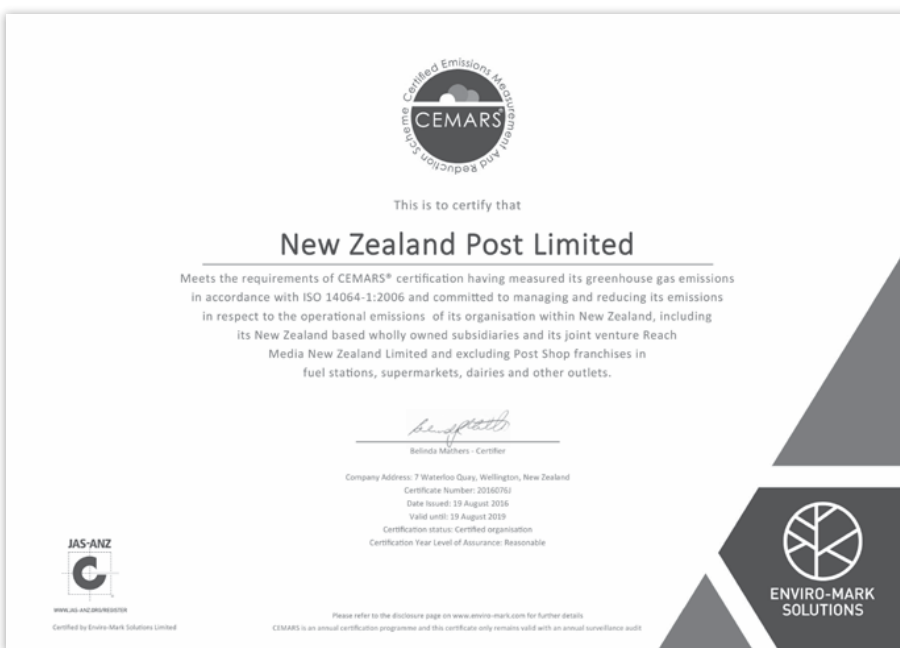 Certified Emissions Measurement And Reduction Scheme
CEMARS®
This is to certify that
New Zealand Post Limited
Meets the requirements of CEMARS® certification having measured its greenhouse gas emissions
in accordance with ISO 14064-1:2006 and committed to managing and reducing its emissions
in respect to the operational emissions of its organisation within New Zealand, including
its New Zealand based wholly owned subsidiaries and its joint venture Reach
Media New Zealand Limited and excluding Post Shop franchises in
fuel stations, supermarkets, dairies and other outlets.
Belinda Mathers - Certifier
Company Address: 7 Waterloo Quay, Wellington, New Zealand
Certificate Number: 2016076J
Date Issued: 19 August 2016
Valid until: 19 August 2019
Certification status: Certified organisation
Certification Year Level of Assurance: Reasonable
JAS-ANZ
WWW.JAS-ANZ.ORG/REGISTER
Certified by Enviro-Mark Solutions Limited
Please refer to the disclosure page on www.enviro-mark.com for further details
CEMARS is an annual certification programme and this certificate only remains valid with an annual surveillance audit
ENVIRO-MARK
SOLUTIONS